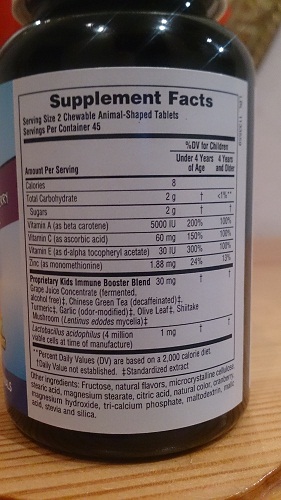 Supplement Facts
Serving Size 2 Chewable Animal-Shaped Tablets
Servings Per Container 45
%DV for Children
Under 4 Years 4 Years
Amount Per Serving of Age and Older
Calories 8
Total Carbohydrate 2 g † <1%**
Sugars 2 g † †
Vitamin A (as beta carotene) 5000 IU 200% 100%
Vitamin C (as ascorbic acid) 60 mg 150% 100%
Vitamin E (as d-alpha tocopheryl acetate) 30 IU 300% 100%
Zinc (as monomethionine) 1.88 mg 24% 13%
Proprietary Kids Immune Booster Blend 30 mg † †
Grape Juice Concentrate (fermented,
alcohol free)‡, Chinese Green Tea (decaffeinated)‡,
Turmeric‡, Garlic (odor-modified)‡, Olive Leaf‡, Shiitake
Mushroom (Lentinus edodes mycelia)‡
Lactobacillus acidophilus (4 million 1 mg † †
viable cells at time of manufacture)
**Percent Daily Values (DV) are based on a 2,000 calorie diet.
†Daily Value not established. ‡Standardized extract
Other ingredients: Fructose, natural flavors, microcrystalline cellulose,
stearic acid, magnesium stearate, citric acid, natural color, cranberry,
magnesium hydroxide, tri-calcium phosphate, maltodextrin, malic
acid, stevia and silica.